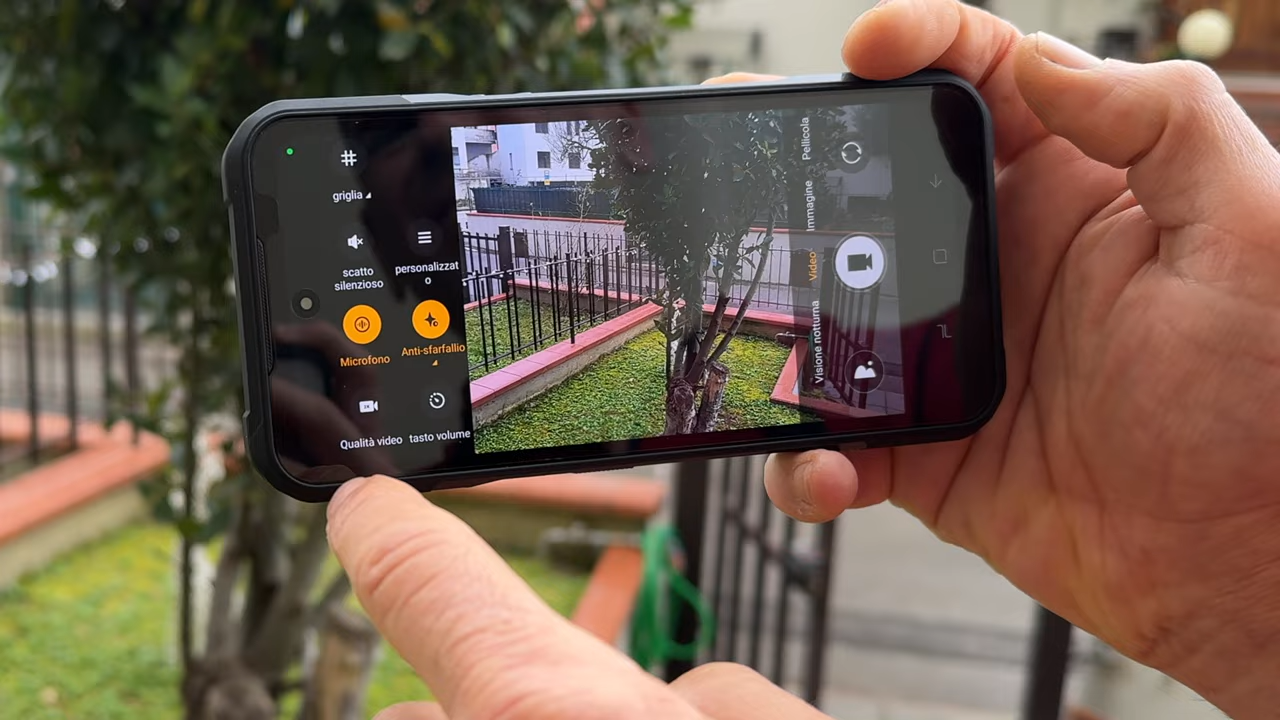 griglia
scatto
silenzioso
personalizzat
o
Microfono
Anti-sfarfallio
Qualità video
tasto volume
Pellicola
Immagine
Video
Visione notturna